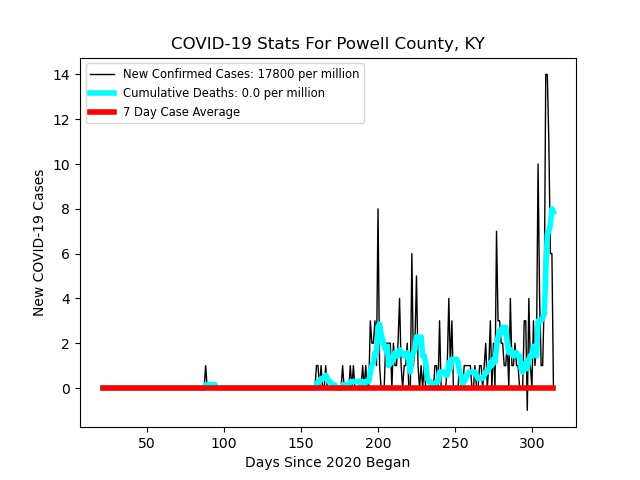 COVID-19 Stats For Powell County, KY
New Confirmed Cases: 17800 per million
Cumulative Deaths: 0.0 per million
7 Day Case Average
New COVID-19 Cases
14
12
10
8
6
4
2
0
50
100
150
200
250
300
Days Since 2020 Began